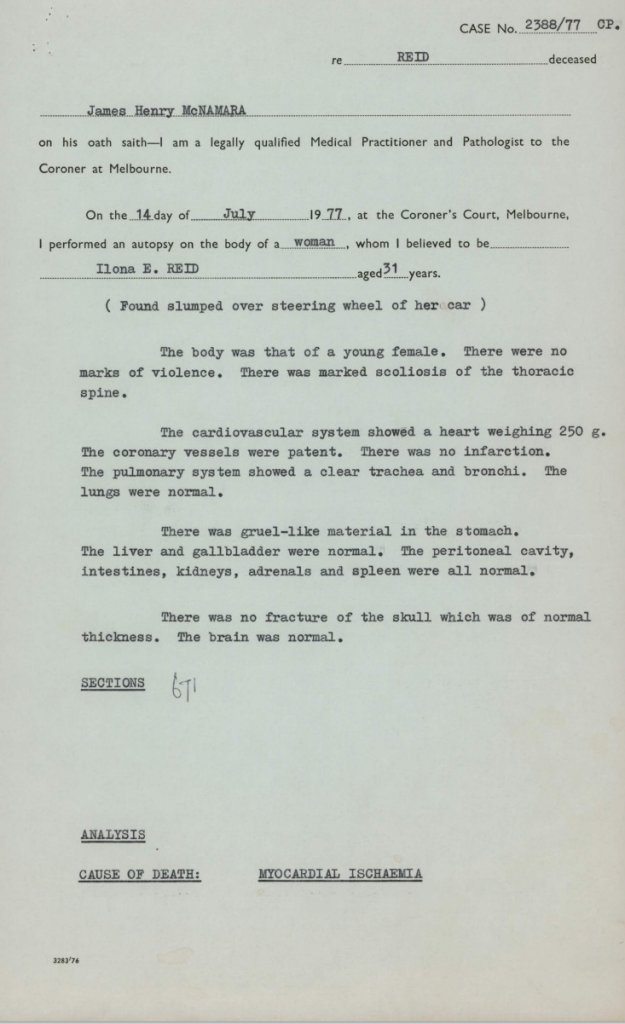 CASE No. 2388/77 CP.
re REID deceased
James Henry McNAMARA
on his oath saith—I am a legally qualified Medical Practitioner and Pathologist to the
Coroner at Melbourne.
On the 14 day of July 1977, at the Coroner's Court, Melbourne,
I performed an autopsy on the body of a woman, whom I believed to be
Ilona E. REID aged 31 years.
( Found slumped over steering wheel of her car )
The body was that of a young female. There were no
marks of violence. There was marked scoliosis of the thoracic
spine.
The cardiovascular system showed a heart weighing 250 g.
The coronary vessels were patent. There was no infarction.
The pulmonary system showed a clear trachea and bronchi. The
lungs were normal.
There was gruel-like material in the stomach.
The liver and gallbladder were normal. The peritoneal cavity,
intestines, kidneys, adrenals and spleen were all normal.
There was no fracture of the skull which was of normal
thickness. The brain was normal.
SECTIONS
ANALYSIS
CAUSE OF DEATH: MYOCARDIAL ISCHAEMIA
3283/76